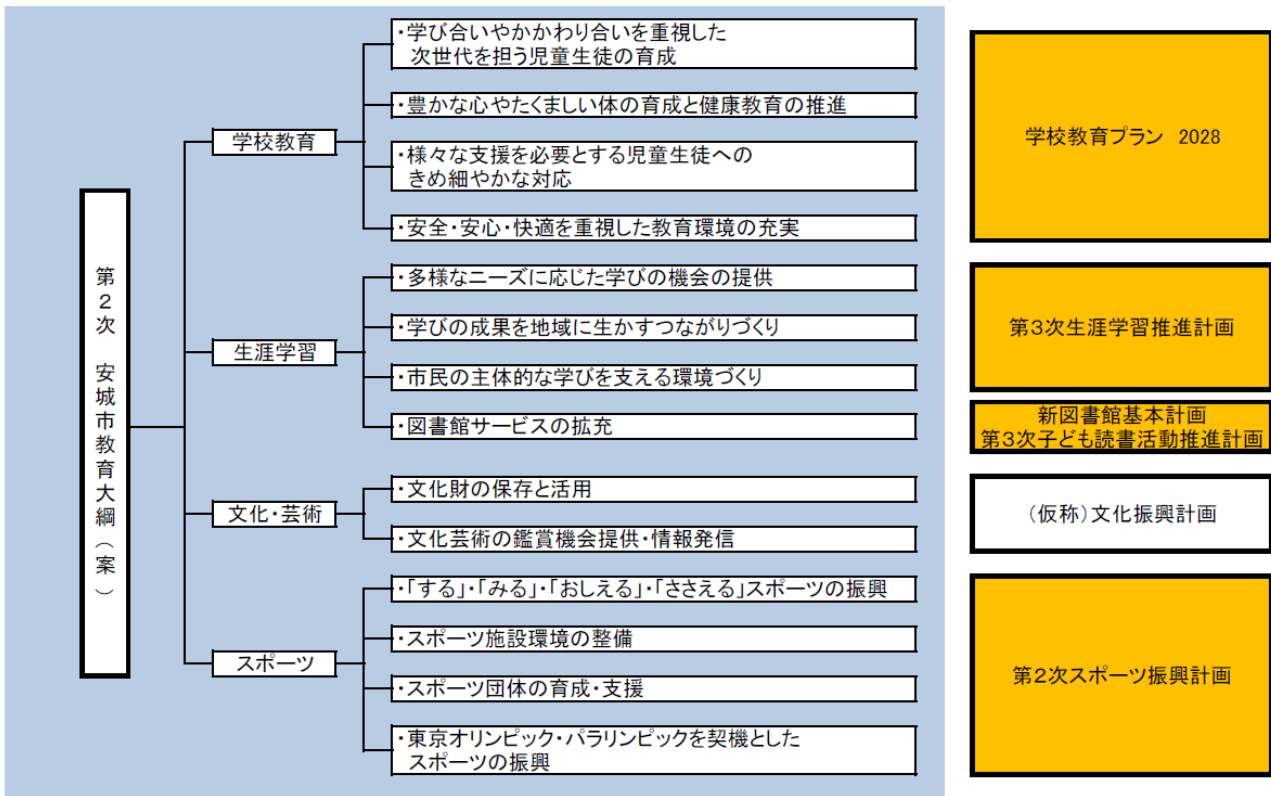 第2次 安城市教育大綱（案）
学校教育
・学び合いやかかわり合いを重視した
次世代を担う児童生徒の育成
・豊かな心やたくましい体の育成と健康教育の推進
・様々な支援を必要とする児童生徒への
きめ細やかな対応
・安全・安心・快適を重視した教育環境の充実
学校教育プラン 2028
生涯学習
・多様なニーズに応じた学びの機会の提供
・学びの成果を地域に生かすつながりづくり
・市民の主体的な学びを支える環境づくり
・図書館サービスの拡充
第3次生涯学習推進計画
新図書館基本計画
第3次子ども読書活動推進計画
文化・芸術
・文化財の保存と活用
・文化芸術の鑑賞機会提供・情報発信
（仮称）文化振興計画
スポーツ
・「する」・「みる」・「おしえる」・「ささえる」スポーツの振興
・スポーツ施設環境の整備
・スポーツ団体の育成・支援
・東京オリンピック・パラリンピックを契機とした
スポーツの振興
第2次スポーツ振興計画